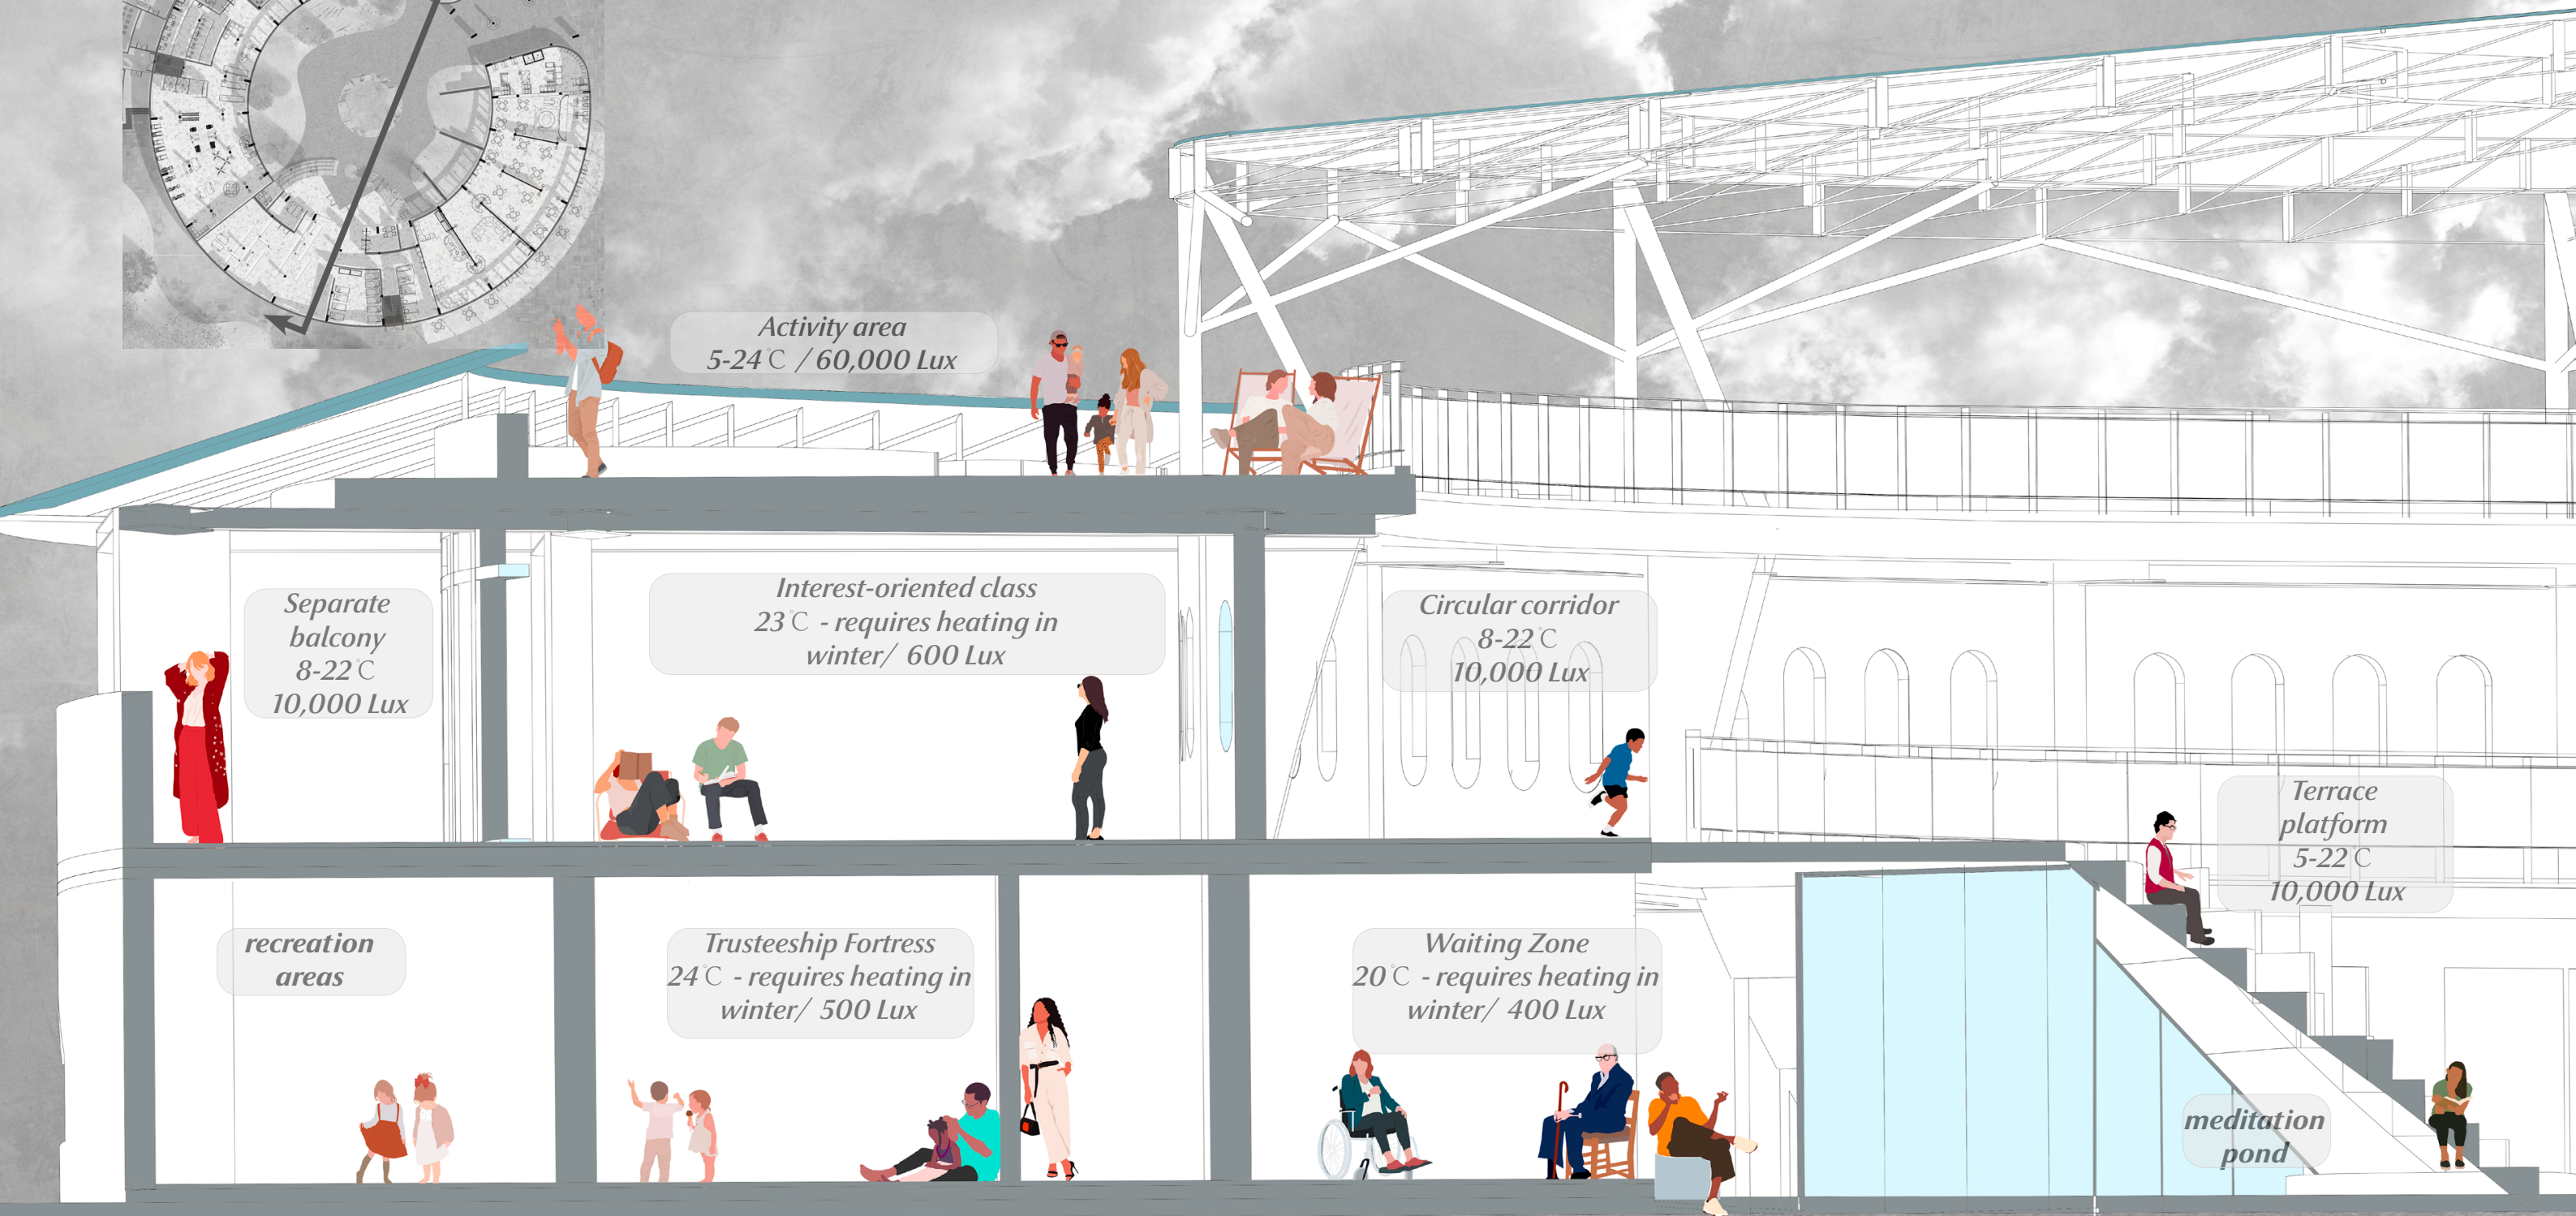 Activity area
5-24℃ / 60,000 Lux
Separate
balcony
8-22℃
10,000 Lux
Interest-oriented class
23℃ - requires heating in
winter/ 600 Lux
Circular corridor
8-22℃
10,000 Lux
Terrace
platform
5-22℃
10,000 Lux
recreation
areas
Trusteeship Fortress
24℃ - requires heating in
winter/ 500 Lux
Waiting Zone
20℃ - requires heating in
winter/ 400 Lux
meditation
pond